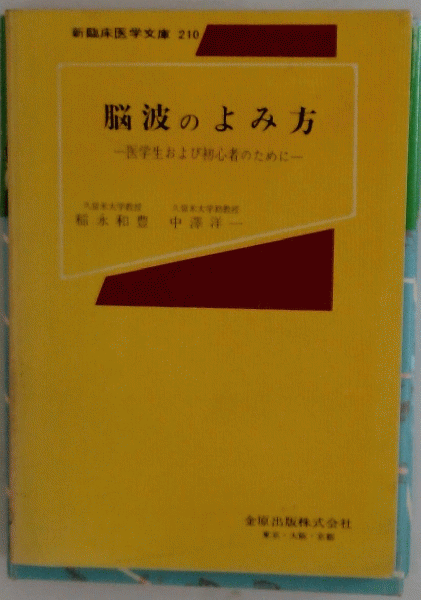 新臨床医学文庫 210
脳波のよみ方
—医学生および初心者のために—
久留米大学教授 久留米大学助教授
稲永和豊 中澤洋一
金原出版株式会社
東京・大阪・京都